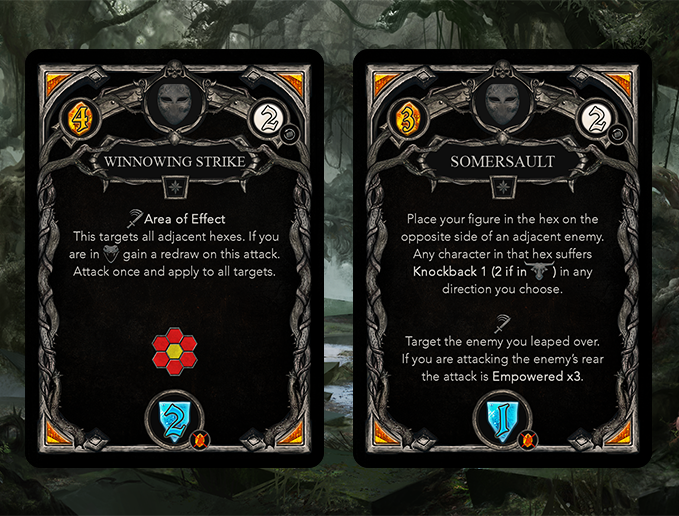 4
2
WINNOWING STRIKE
Area of Effect
This targets all adjacent hexes. If you
are in gain a redraw on this attack.
Attack once and apply to all targets.
2
3
2
SOMERSAULT
Place your figure in the hex on the
opposite side of an adjacent enemy.
Any character in that hex suffers
Knockback 1 (2 if in ) in any
direction you choose.
Target the enemy you leaped over.
If you are attacking the enemy's rear
the attack is Empowered x3.
1